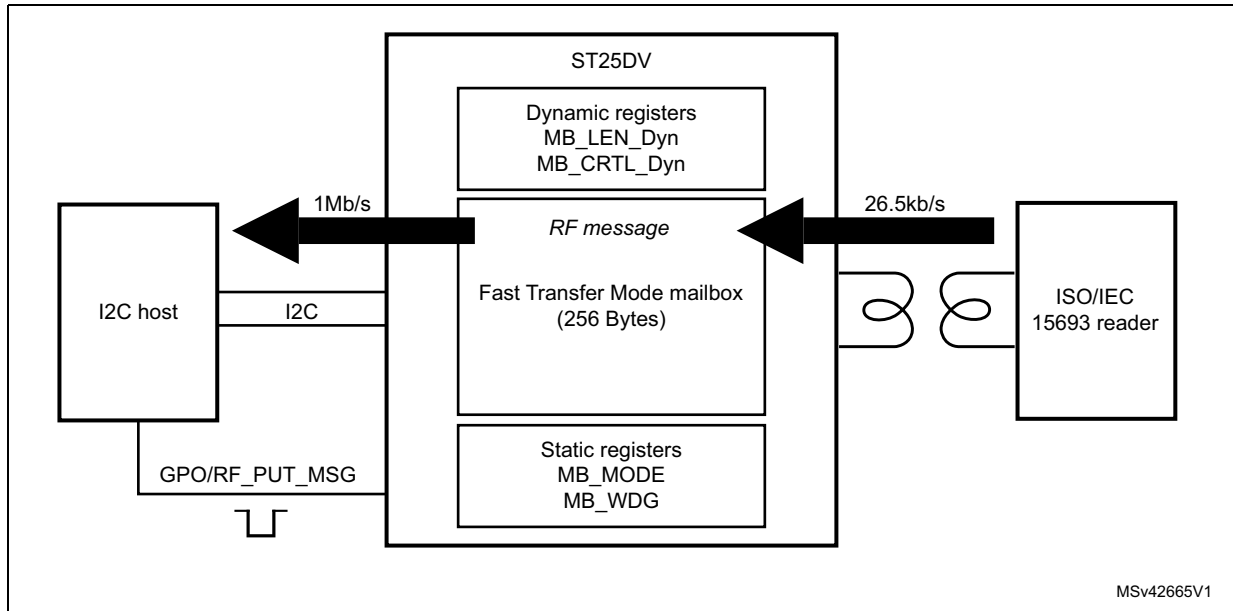 ST25DV
Dynamic registers
MB_LEN_Dyn
MB_CRTL_Dyn
1Mb/s
26.5kb/s
RF message
Fast Transfer Mode mailbox
(256 Bytes)
I2C host
I2C
ISO/IEC
15693 reader
Static registers
MB_MODE
MB_WDG
GPO/RF_PUT_MSG
MSv42665V1